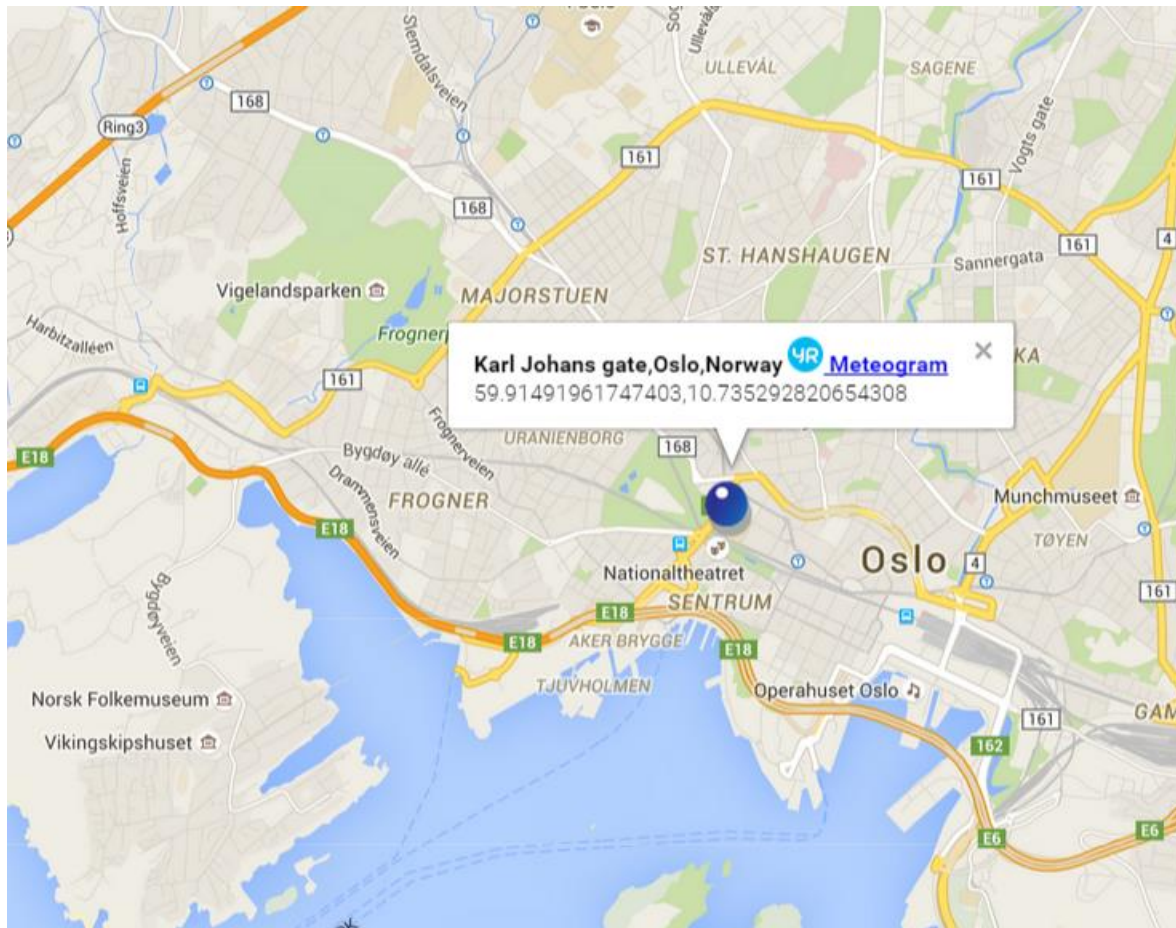 Slemdalsveien
ULLEVÅL
SAGENE
168
Ring3
Hoffsveien
161
Vogts gate
168
161
161
4
ST. HANSHAUGEN
Sannergata
Vigelandsparken
MAJORSTUEN
Harbitzalléen
Karl Johans gate,Oslo,Norway YR Meteogram
59.91491961747403,10.735292820654308
161
Frognerveien
URANIENBORG
168
E18
Bygdøy allé
Drammensveien
FROGNER
Munchmuseet
E18
TØYEN
Oslo
4
Nationaltheatret
161
Bygdøyveien
SENTRUM
E18
E18
AKER BRYGGE
E18
TJUVHOLMEN
Operahuset Oslo
Norsk Folkemuseum
161
Vikingskipshuset
162
E6
E6